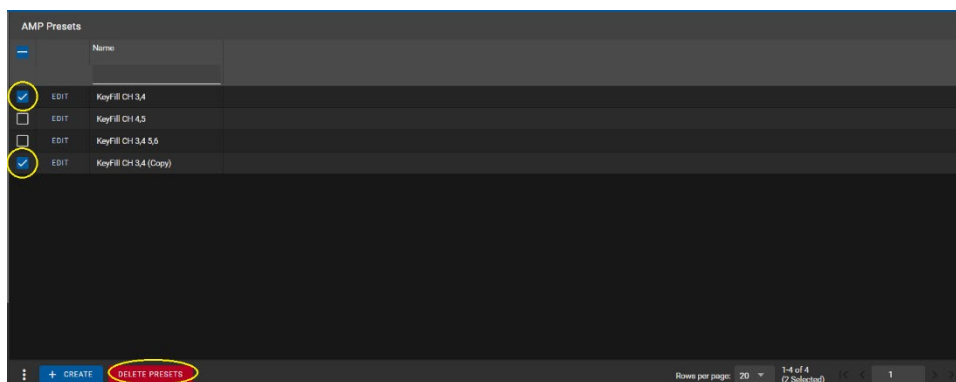 AMP Presets
Name
EDIT KeyFill CH 3,4
EDIT KeyFill CH 4,5
EDIT KeyFill CH 3,4 5,6
EDIT KeyFill CH 3,4 (Copy)
+ CREATE DELETE PRESETS Rows per page: 20 1-4 of 4 1
(2 Selected)